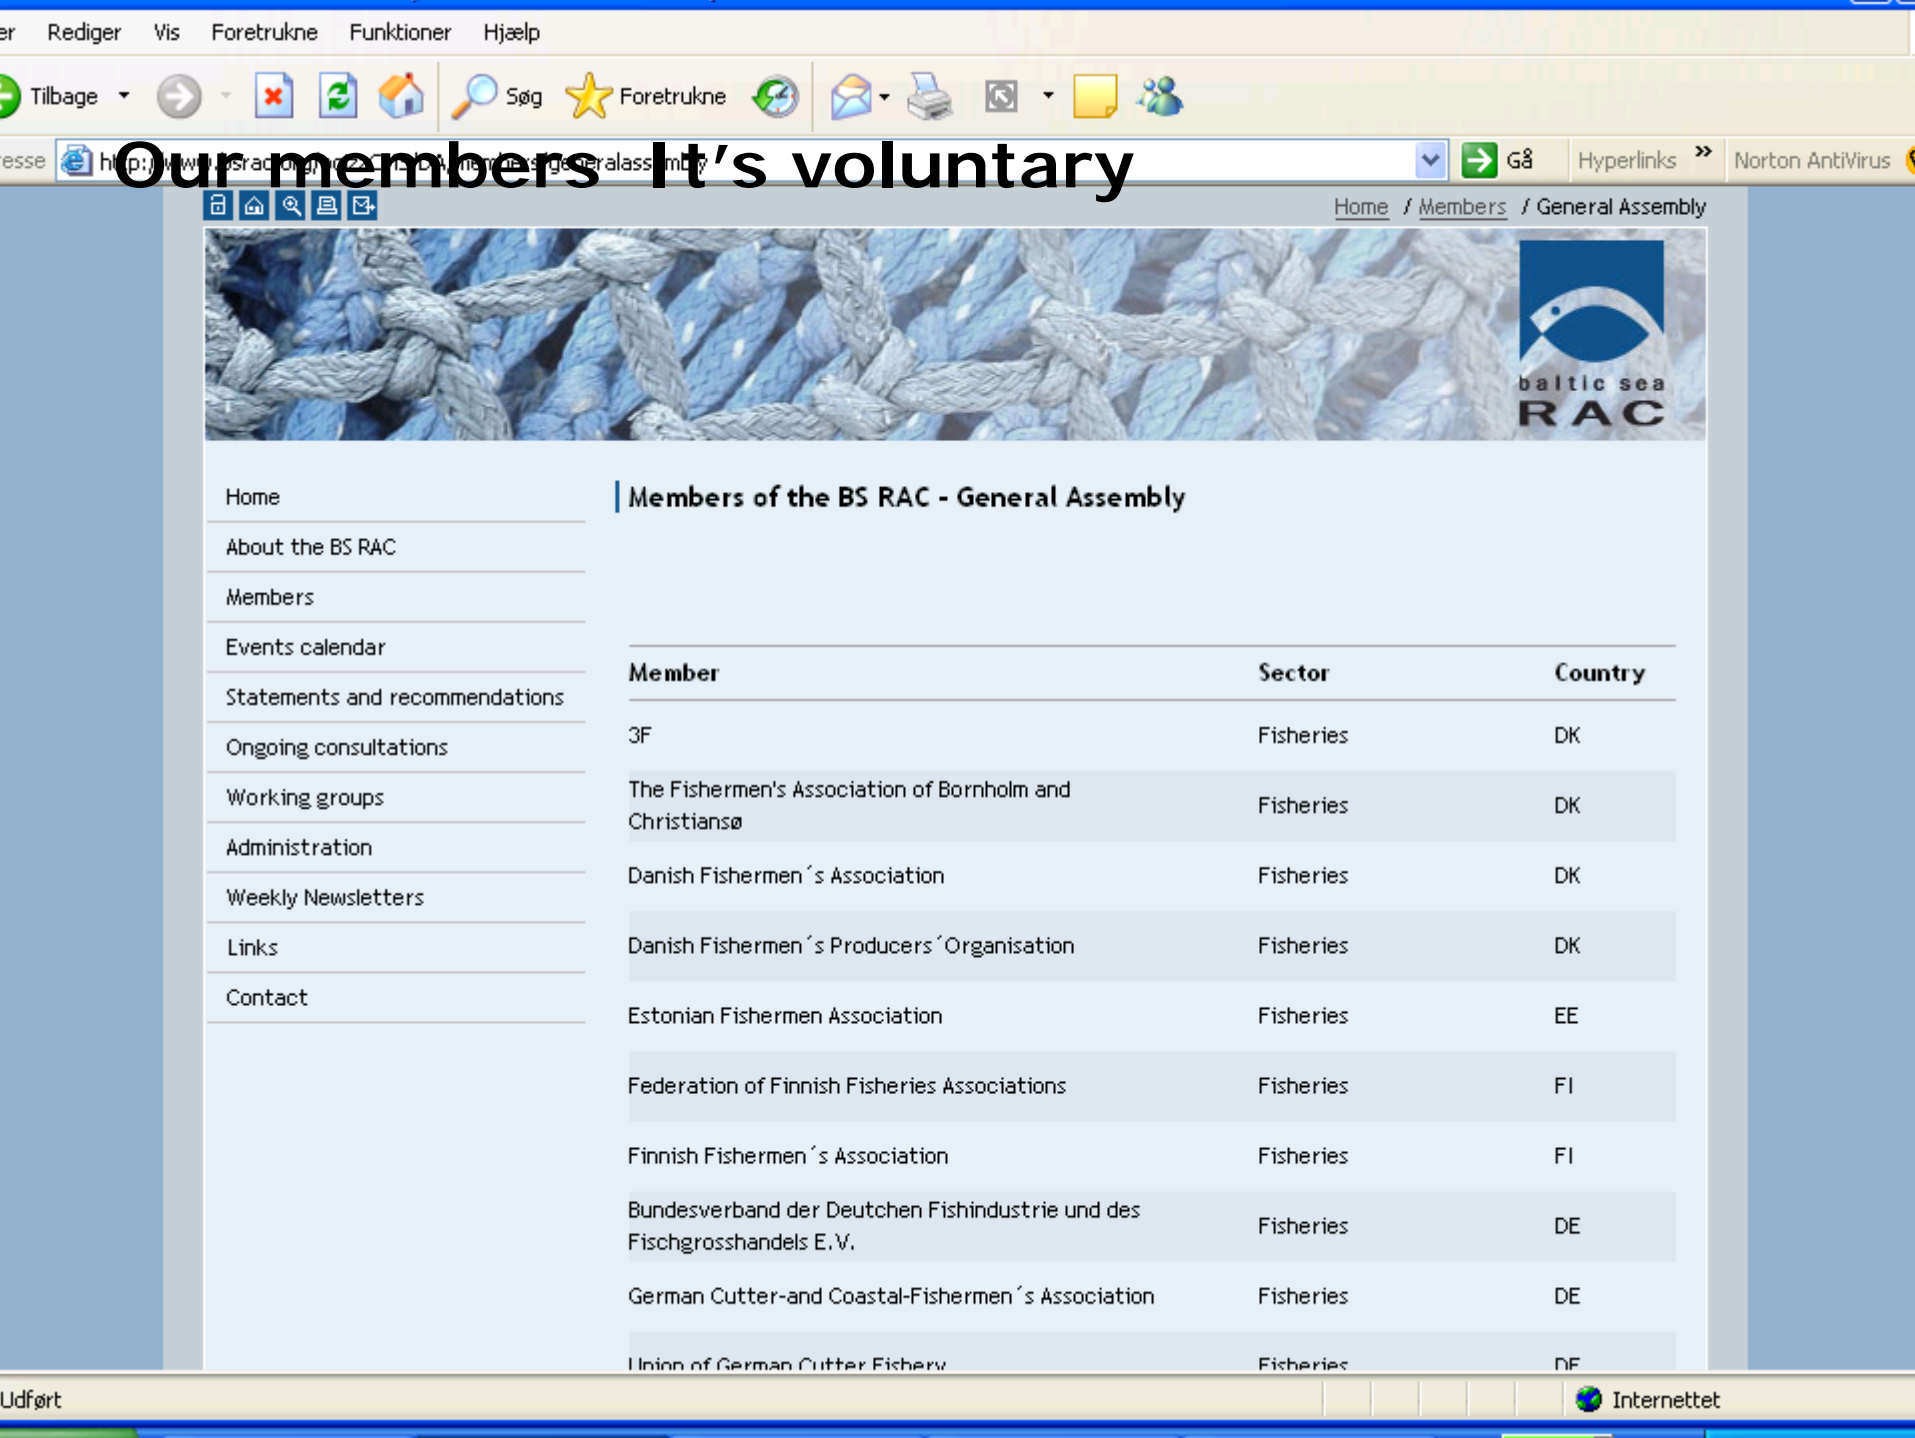 er Rediger Vis Foretrukne Funktioner Hjælp
Tilbage Søg Foretrukne
resse Gå Hyperlinks » Norton AntiVirus
Our members It's voluntary
Home / Members / General Assembly
baltic sea
RAC
Home
About the BS RAC
Members
Events calendar
Statements and recommendations
Ongoing consultations
Working groups
Administration
Weekly Newsletters
Links
Contact
Members of the BS RAC - General Assembly
Member Sector Country
3F Fisheries DK
The Fishermen's Association of Bornholm and
Christiansø Fisheries DK
Danish Fishermen´s Association Fisheries DK
Danish Fishermen´s Producers´Organisation Fisheries DK
Estonian Fishermen Association Fisheries EE
Federation of Finnish Fisheries Associations Fisheries FI
Finnish Fishermen´s Association Fisheries FI
Bundesverband der Deutchen Fishindustrie und des
Fischgrosshandels E.V. Fisheries DE
German Cutter-and Coastal-Fishermen´s Association Fisheries DE
Union of German Cutter Fishery Fisheries DE
Udført Internettet